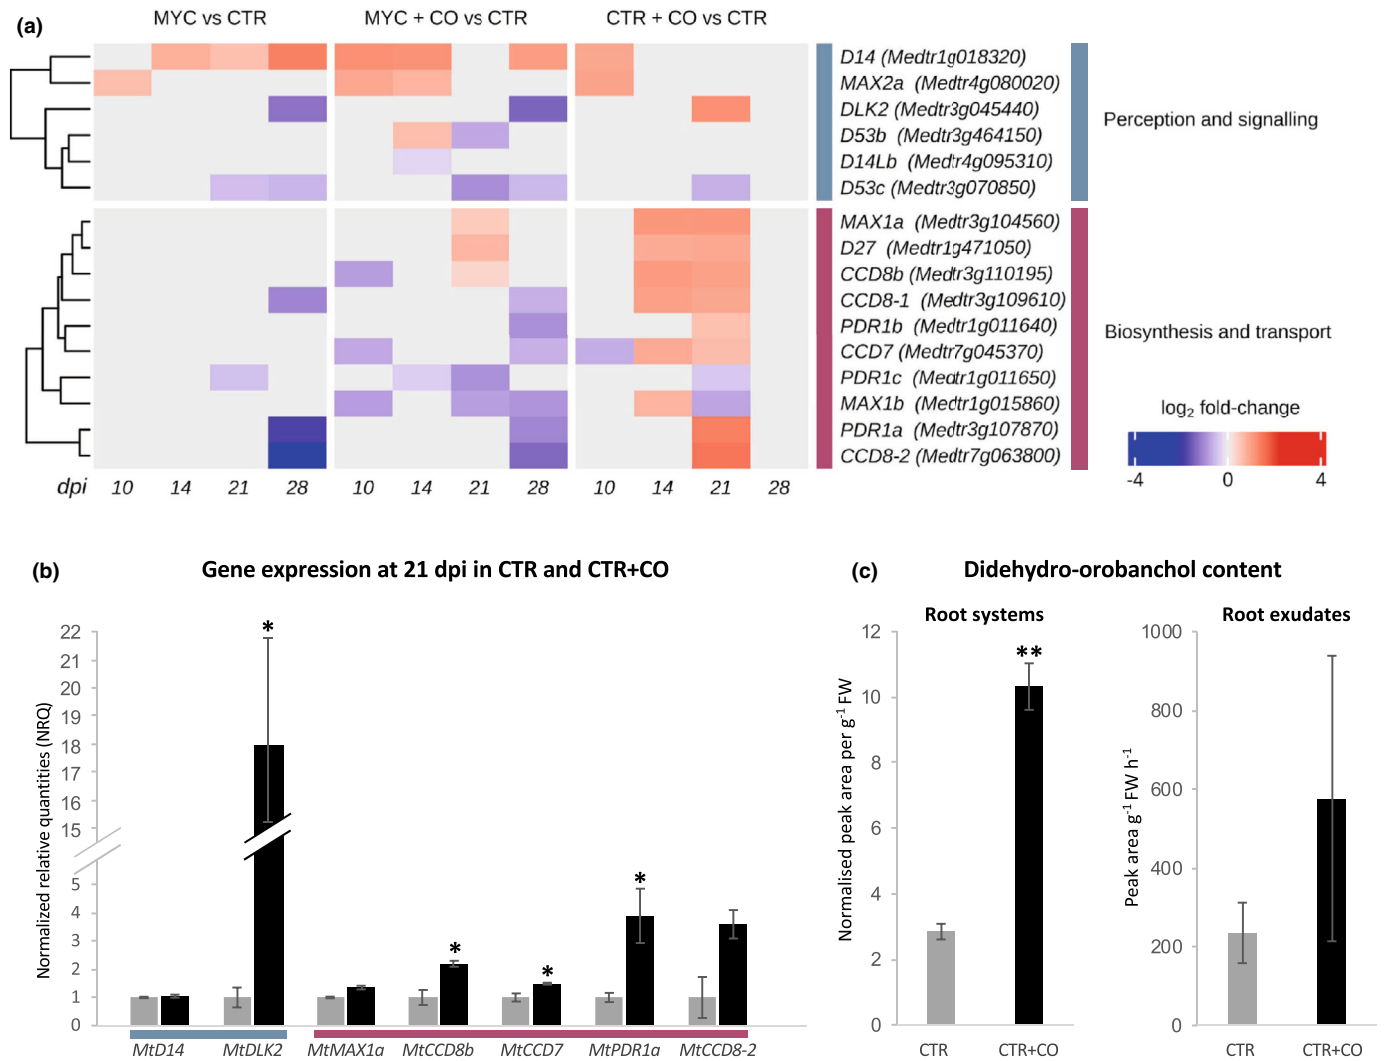 (a)
MYC vs CTR
MYC + CO vs CTR
CTR + CO vs CTR
D14 (Medtr1g018320)
MAX2a (Medtr4g080020)
DLK2 (Medtr3g045440)
D53b (Medtr3g464150)
D14Lb (Medtr4g095310)
D53c (Medtr3g070850)
Perception and signalling
MAX1a (Medtr3g104560)
D27 (Medtr1g471050)
CCD8b (Medtr3g110195)
CCD8-1 (Medtr3g109610)
PDR1b (Medtr1g011640)
CCD7 (Medtr7g045370)
PDR1c (Medtr1g011650)
MAX1b (Medtr1g015860)
PDR1a (Medtr3g107870)
CCD8-2 (Medtr7g063800)
Biosynthesis and transport
log₂ fold-change
-4 0 4
dpi 10 14 21 28 10 14 21 28 10 14 21 28
(b)
Gene expression at 21 dpi in CTR and CTR+CO
Normalized relative quantities (NRQ)
22
21
20
19
18
17
16
15
5
4
3
2
1
0
*
*
*
*
MtD14 MtDLK2 MtMAX1a MtCCD8b MtCCD7 MtPDR1a MtCCD8-2
(c)
Didehydro-orobanchol content
Root systems
Normalised peak area per g⁻¹ FW
12
10
8
6
4
2
0
**
CTR CTR+CO
Root exudates
Peak area g⁻¹ FW h⁻¹
1000
800
600
400
200
0
CTR CTR+CO